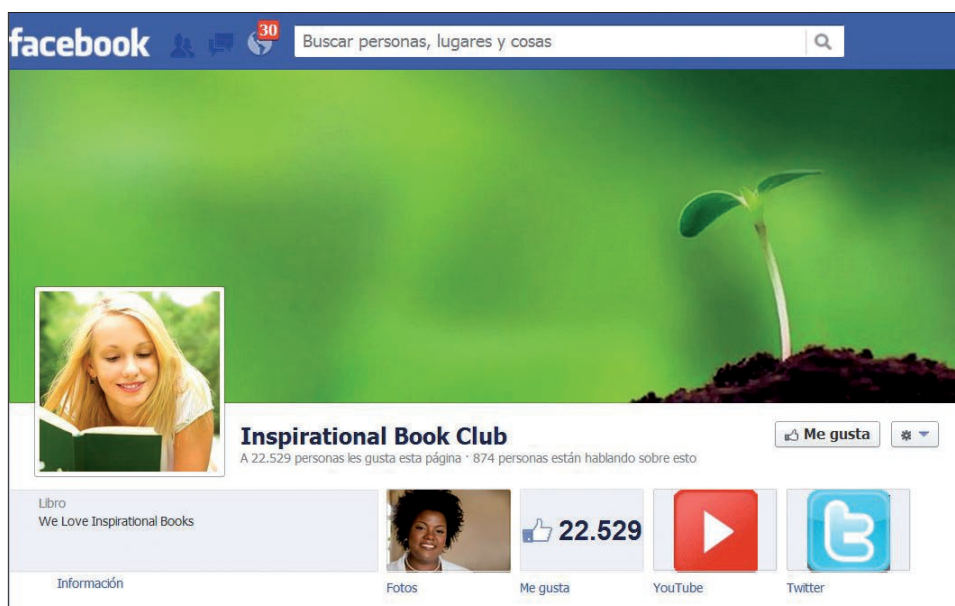 facebook
30
Buscar personas, lugares y cosas
Inspirational Book Club
A 22.529 personas les gusta esta página · 874 personas están hablando sobre esto
Me gusta
Libro
We Love Inspirational Books
Información
22.529
Fotos
Me gusta
YouTube
Twitter